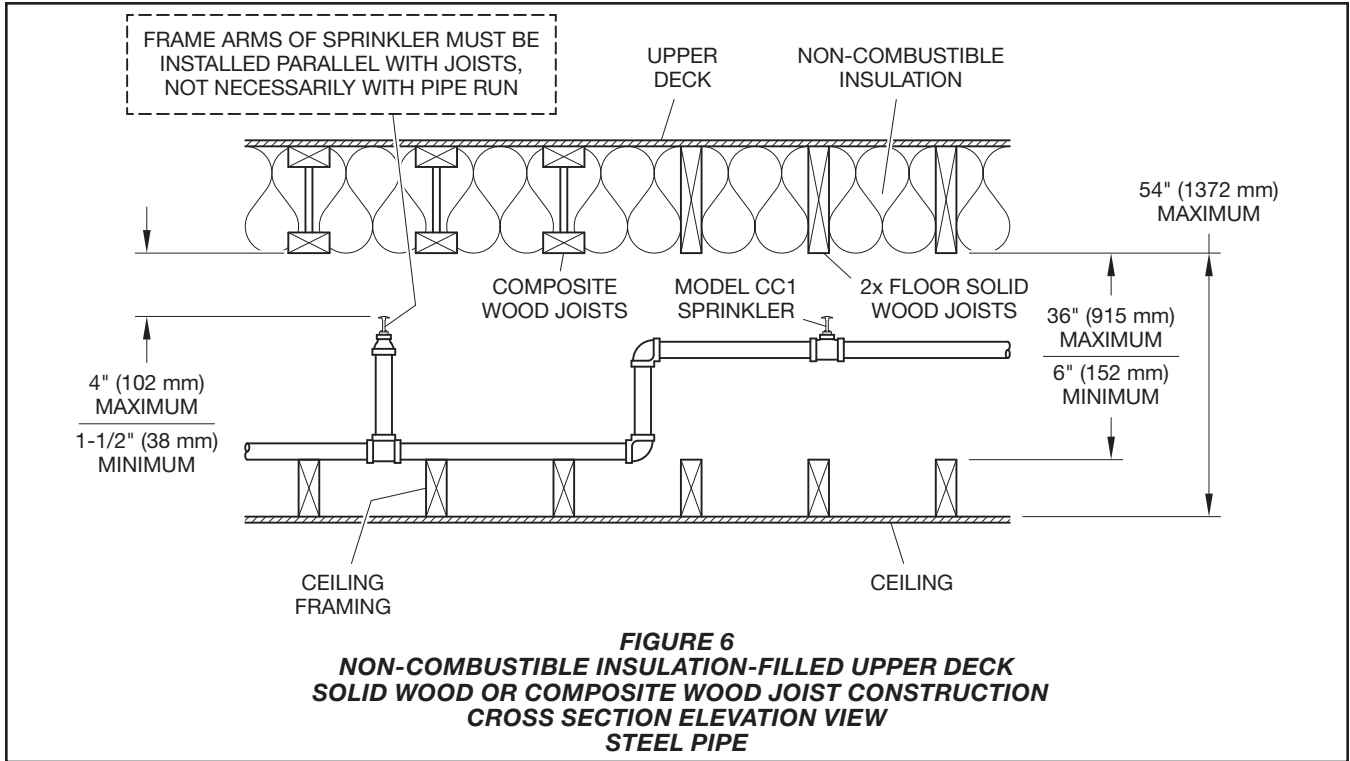 FRAME ARMS OF SPRINKLER MUST BE
INSTALLED PARALLEL WITH JOISTS,
NOT NECESSARILY WITH PIPE RUN
UPPER
DECK
NON-COMBUSTIBLE
INSULATION
54" (1372 mm)
MAXIMUM
COMPOSITE
WOOD JOISTS
MODEL CC1
SPRINKLER
2x FLOOR SOLID
WOOD JOISTS
36" (915 mm)
MAXIMUM
6" (152 mm)
MINIMUM
4" (102 mm)
MAXIMUM
1-1/2" (38 mm)
MINIMUM
CEILING
FRAMING
CEILING
FIGURE 6
NON-COMBUSTIBLE INSULATION-FILLED UPPER DECK
SOLID WOOD OR COMPOSITE WOOD JOIST CONSTRUCTION
CROSS SECTION ELEVATION VIEW
STEEL PIPE